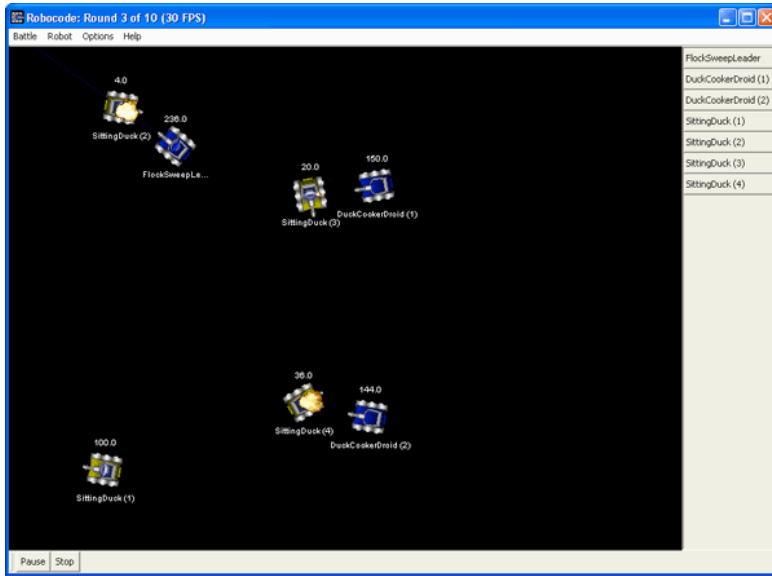 Robocode: Round 3 of 10 (30 FPS)
Battle Robot Options Help
4.0
SittingDuck (2)
236.0
FlockSweepLe...
20.0
SittingDuck (3)
150.0
DuckCookerDroid (1)
36.0
SittingDuck (4)
144.0
DuckCookerDroid (2)
100.0
SittingDuck (1)
FlockSweepLeader
DuckCookerDroid (1)
DuckCookerDroid (2)
SittingDuck (1)
SittingDuck (2)
SittingDuck (3)
SittingDuck (4)
Pause Stop